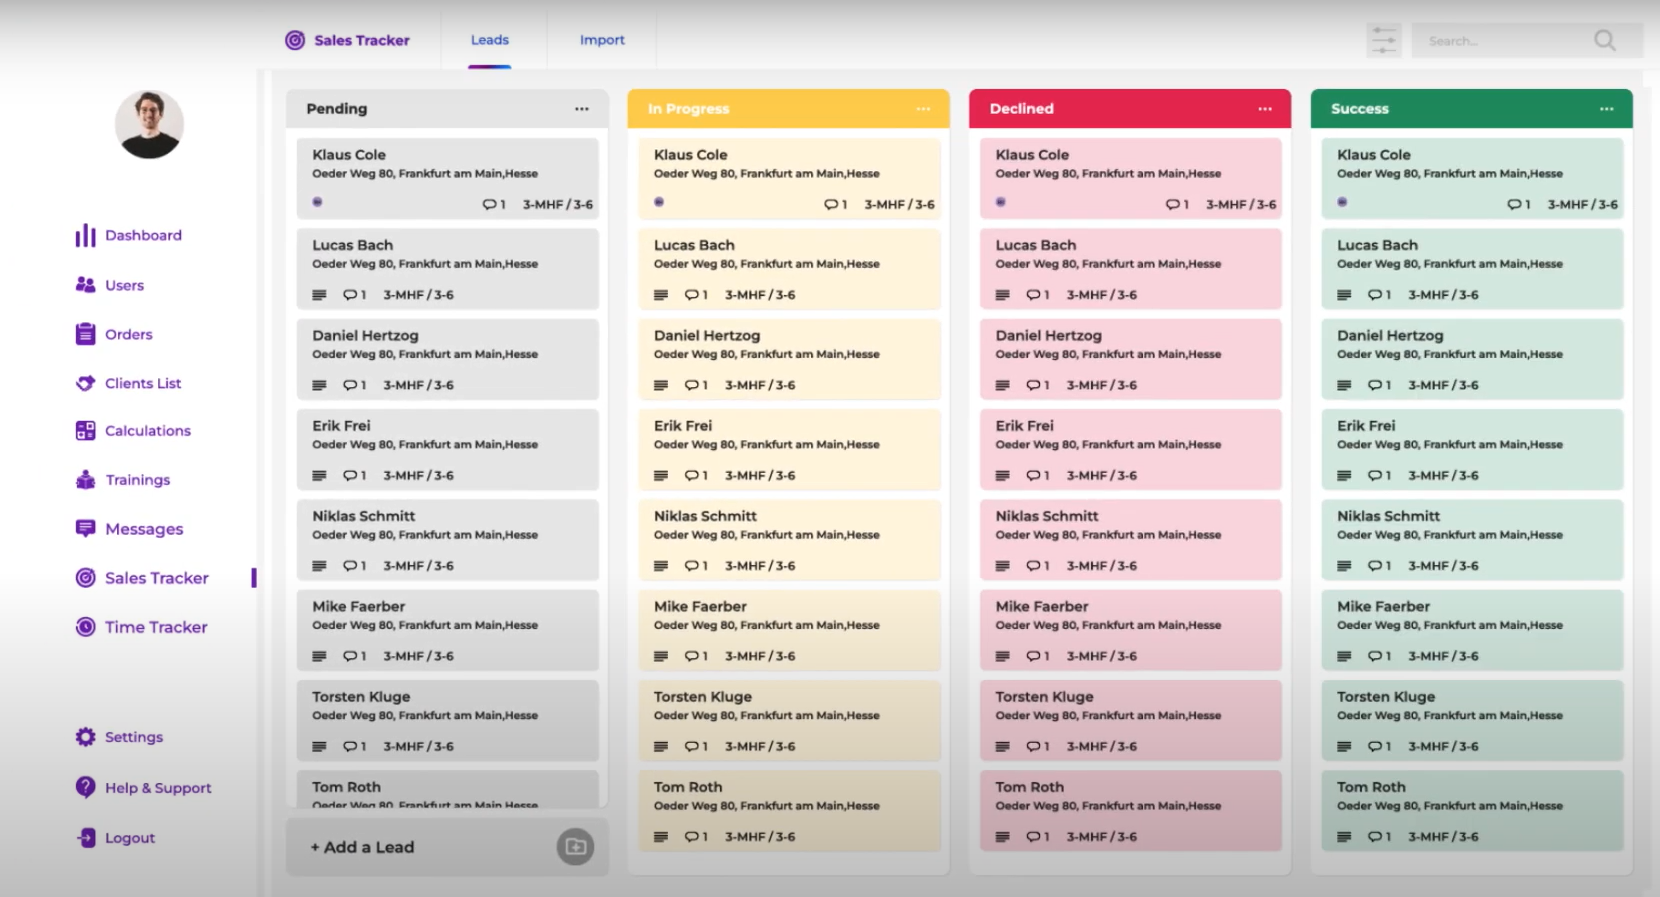 Sales Tracker
Leads
Import
Search...
Dashboard
Users
Orders
Clients List
Calculations
Trainings
Messages
Sales Tracker
Time Tracker
Settings
Help & Support
Logout
Pending ...
Klaus Cole
Oeder Weg 80, Frankfurt am Main,Hesse
1 3-MHF / 3-6
Lucas Bach
Oeder Weg 80, Frankfurt am Main,Hesse
1 3-MHF / 3-6
Daniel Hertzog
Oeder Weg 80, Frankfurt am Main,Hesse
1 3-MHF / 3-6
Erik Frei
Oeder Weg 80, Frankfurt am Main,Hesse
1 3-MHF / 3-6
Niklas Schmitt
Oeder Weg 80, Frankfurt am Main,Hesse
1 3-MHF / 3-6
Mike Faerber
Oeder Weg 80, Frankfurt am Main,Hesse
1 3-MHF / 3-6
Torsten Kluge
Oeder Weg 80, Frankfurt am Main,Hesse
1 3-MHF / 3-6
Tom Roth
Oeder Weg 80, Frankfurt am Main,Hesse
+ Add a Lead
In Progress ...
Klaus Cole
Oeder Weg 80, Frankfurt am Main,Hesse
1 3-MHF / 3-6
Lucas Bach
Oeder Weg 80, Frankfurt am Main,Hesse
1 3-MHF / 3-6
Daniel Hertzog
Oeder Weg 80, Frankfurt am Main,Hesse
1 3-MHF / 3-6
Erik Frei
Oeder Weg 80, Frankfurt am Main,Hesse
1 3-MHF / 3-6
Niklas Schmitt
Oeder Weg 80, Frankfurt am Main,Hesse
1 3-MHF / 3-6
Mike Faerber
Oeder Weg 80, Frankfurt am Main,Hesse
1 3-MHF / 3-6
Torsten Kluge
Oeder Weg 80, Frankfurt am Main,Hesse
1 3-MHF / 3-6
Tom Roth
Oeder Weg 80, Frankfurt am Main,Hesse
1 3-MHF / 3-6
Declined ...
Klaus Cole
Oeder Weg 80, Frankfurt am Main,Hesse
1 3-MHF / 3-6
Lucas Bach
Oeder Weg 80, Frankfurt am Main,Hesse
1 3-MHF / 3-6
Daniel Hertzog
Oeder Weg 80, Frankfurt am Main,Hesse
1 3-MHF / 3-6
Erik Frei
Oeder Weg 80, Frankfurt am Main,Hesse
1 3-MHF / 3-6
Niklas Schmitt
Oeder Weg 80, Frankfurt am Main,Hesse
1 3-MHF / 3-6
Mike Faerber
Oeder Weg 80, Frankfurt am Main,Hesse
1 3-MHF / 3-6
Torsten Kluge
Oeder Weg 80, Frankfurt am Main,Hesse
1 3-MHF / 3-6
Tom Roth
Oeder Weg 80, Frankfurt am Main,Hesse
1 3-MHF / 3-6
Success ...
Klaus Cole
Oeder Weg 80, Frankfurt am Main,Hesse
1 3-MHF / 3-6
Lucas Bach
Oeder Weg 80, Frankfurt am Main,Hesse
1 3-MHF / 3-6
Daniel Hertzog
Oeder Weg 80, Frankfurt am Main,Hesse
1 3-MHF / 3-6
Erik Frei
Oeder Weg 80, Frankfurt am Main,Hesse
1 3-MHF / 3-6
Niklas Schmitt
Oeder Weg 80, Frankfurt am Main,Hesse
1 3-MHF / 3-6
Mike Faerber
Oeder Weg 80, Frankfurt am Main,Hesse
1 3-MHF / 3-6
Torsten Kluge
Oeder Weg 80, Frankfurt am Main,Hesse
1 3-MHF / 3-6
Tom Roth
Oeder Weg 80, Frankfurt am Main,Hesse
1 3-MHF / 3-6